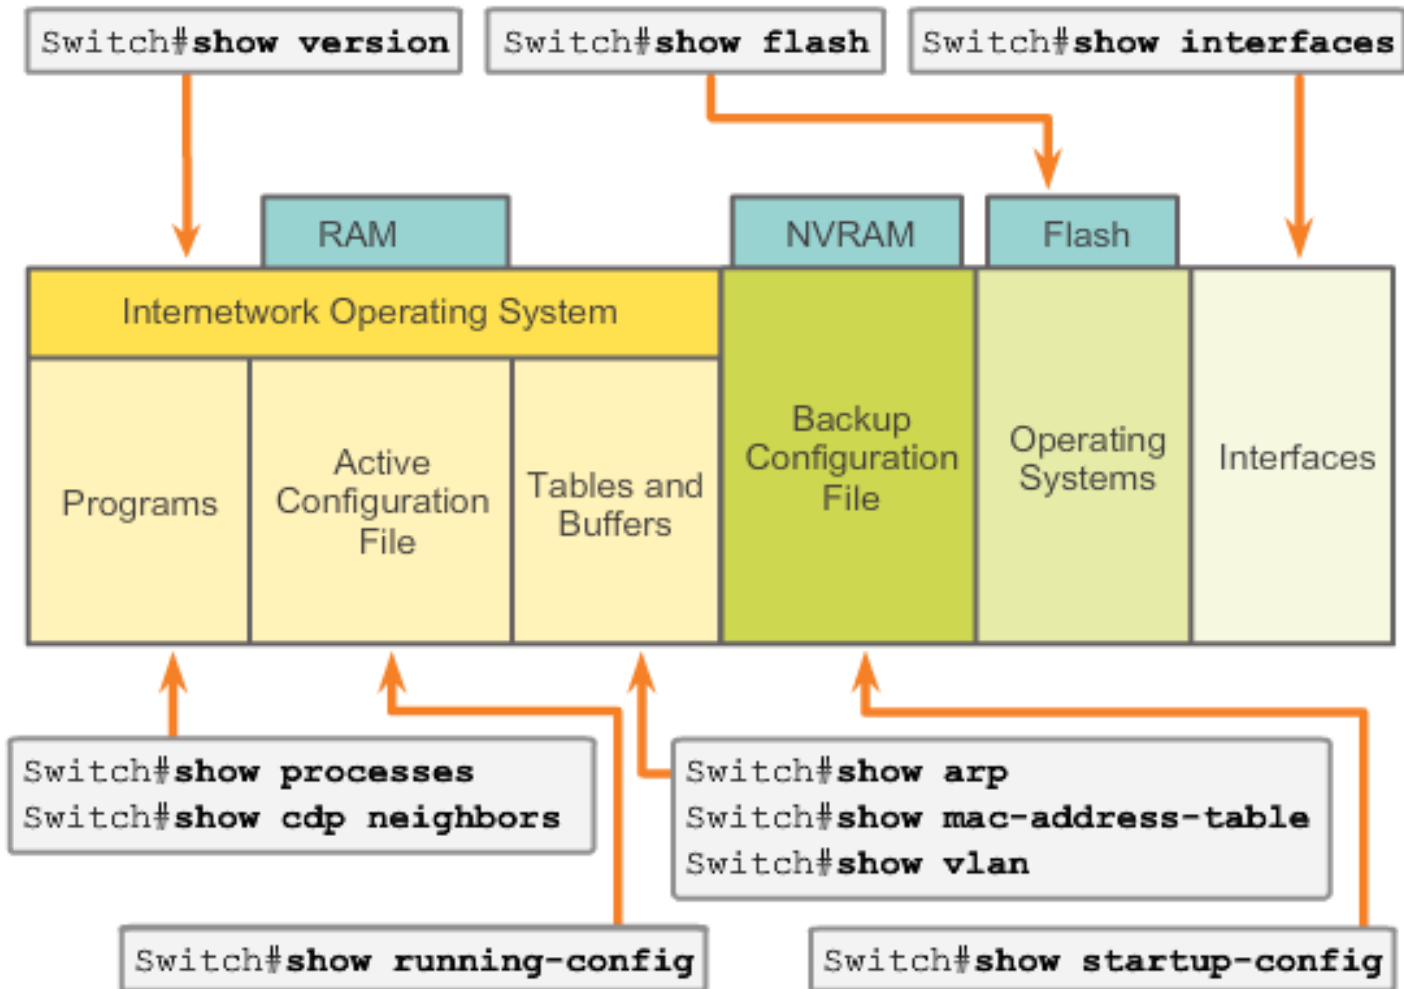 Switch#show version
Switch#show flash
Switch#show interfaces
RAM
NVRAM
Flash
Internetwork Operating System
Programs
Active
Configuration
File
Tables and
Buffers
Backup
Configuration
File
Operating
Systems
Interfaces
Switch#show processes
Switch#show cdp neighbors
Switch#show arp
Switch#show mac-address-table
Switch#show vlan
Switch#show running-config
Switch#show startup-config